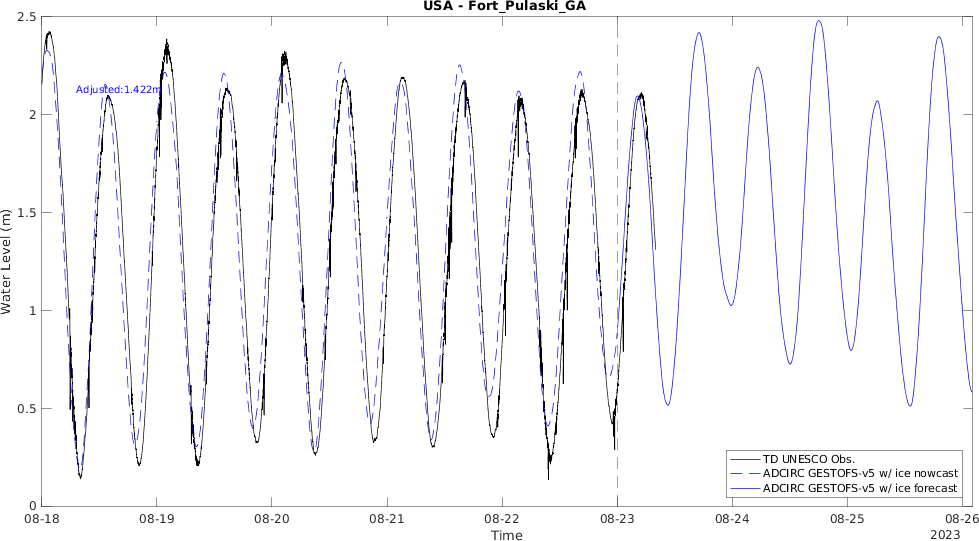 USA - Fort_Pulaski_GA
2.5
2
1.5
1
0.5
0
Water Level (m)
Adjusted:1.422m
TD UNESCO Obs.
ADCIRC GESTOFS-v5 w/ ice nowcast
ADCIRC GESTOFS-v5 w/ ice forecast
08-18 08-19 08-20 08-21 08-22 08-23 08-24 08-25 08-26
Time
2023